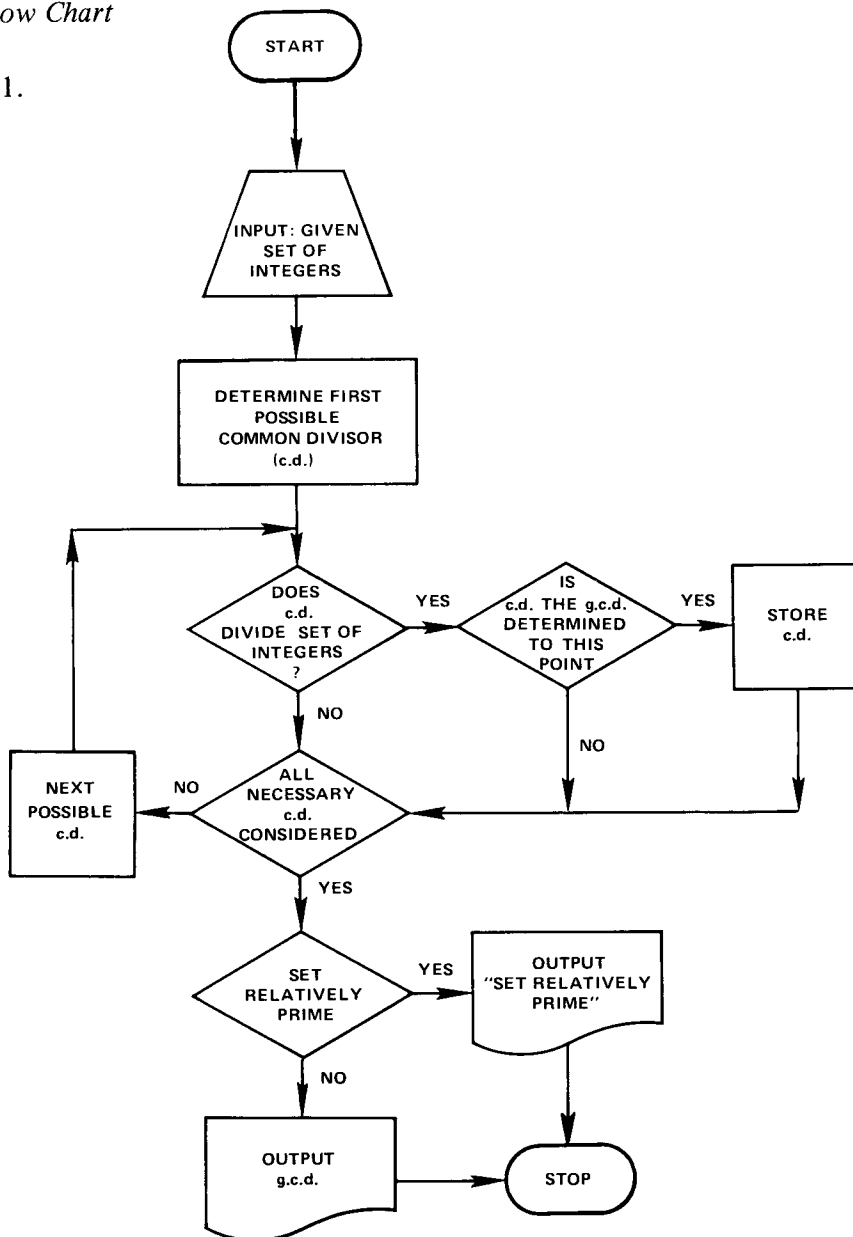 ow Chart
1.
START
INPUT: GIVEN
SET OF
INTEGERS
DETERMINE FIRST
POSSIBLE
COMMON DIVISOR
(c.d.)
DOES
c.d.
DIVIDE SET OF
INTEGERS
?
YES
IS
c.d. THE g.c.d.
DETERMINED
TO THIS
POINT
YES
STORE
c.d.
NO
NO
ALL
NECESSARY
c.d.
CONSIDERED
NO
NEXT
POSSIBLE
c.d.
YES
SET
RELATIVELY
PRIME
YES
OUTPUT
"SET RELATIVELY
PRIME"
NO
OUTPUT
g.c.d.
STOP